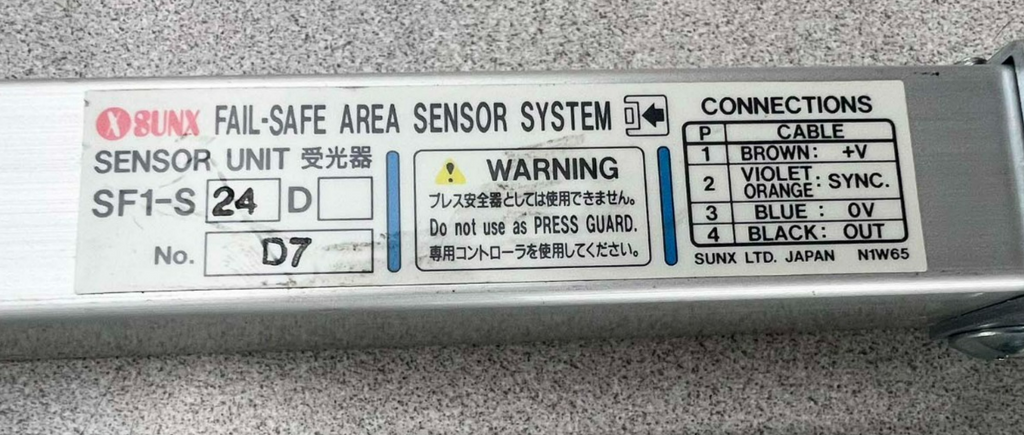 SUNX FAIL-SAFE AREA SENSOR SYSTEM
SENSOR UNIT 受光器
SF1-S 24 D
No. D7
WARNING
プレス安全器としては使用できません。
Do not use as PRESS GUARD.
専用コントローラを使用してください。
CONNECTIONS
P CABLE
1 BROWN: +V
2 VIOLET ORANGE: SYNC.
3 BLUE : 0V
4 BLACK: OUT
SUNX LTD. JAPAN N1W65